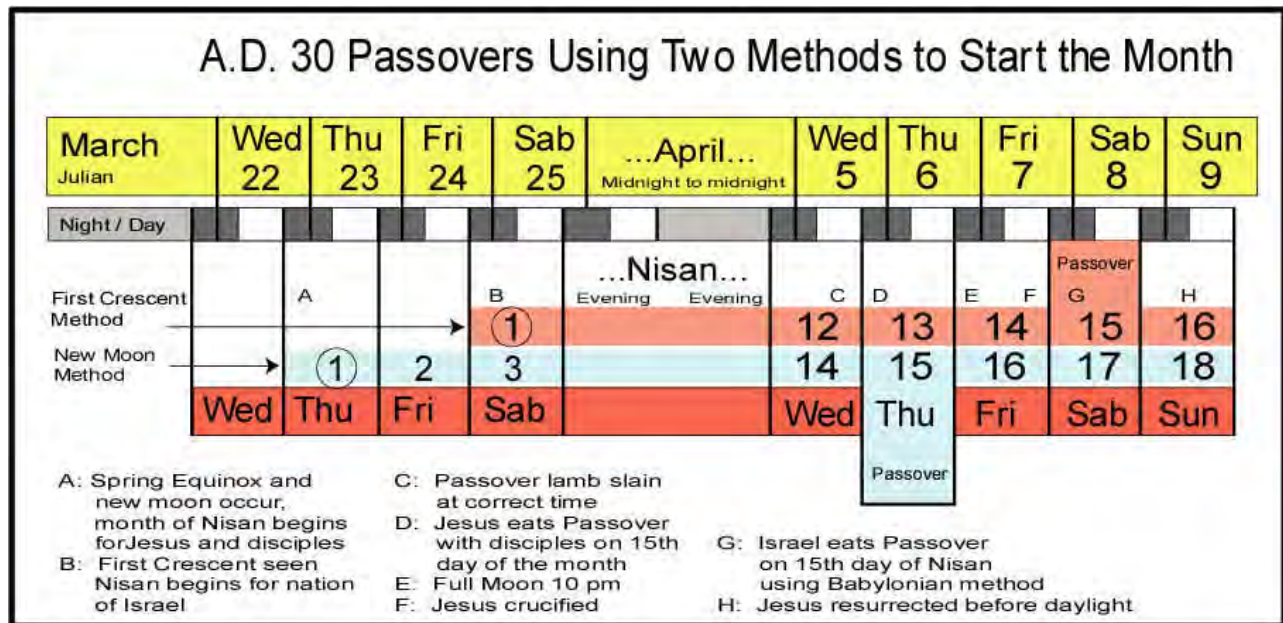 A.D. 30 Passovers Using Two Methods to Start the Month
March Wed Thu Fri Sab ...April... Wed Thu Fri Sab Sun
Julian 22 23 24 25 Midnight to midnight 5 6 7 8 9
Night / Day
...Nisan... Passover
First Crescent Method A B Evening Evening C D E F G H
1 12 13 14 15 16
New Moon Method 1 2 3 14 15 16 17 18
Wed Thu Fri Sab Wed Thu Fri Sab Sun
Passover
A: Spring Equinox and
new moon occur,
month of Nisan begins
forJesus and disciples
B: First Crescent seen
Nisan begins for nation
of Israel
C: Passover lamb slain
at correct time
D: Jesus eats Passover
with disciples on 15th
day of the month
E: Full Moon 10 pm
F: Jesus crucified
G: Israel eats Passover
on 15th day of Nisan
using Babylonian method
H: Jesus resurrected before daylight